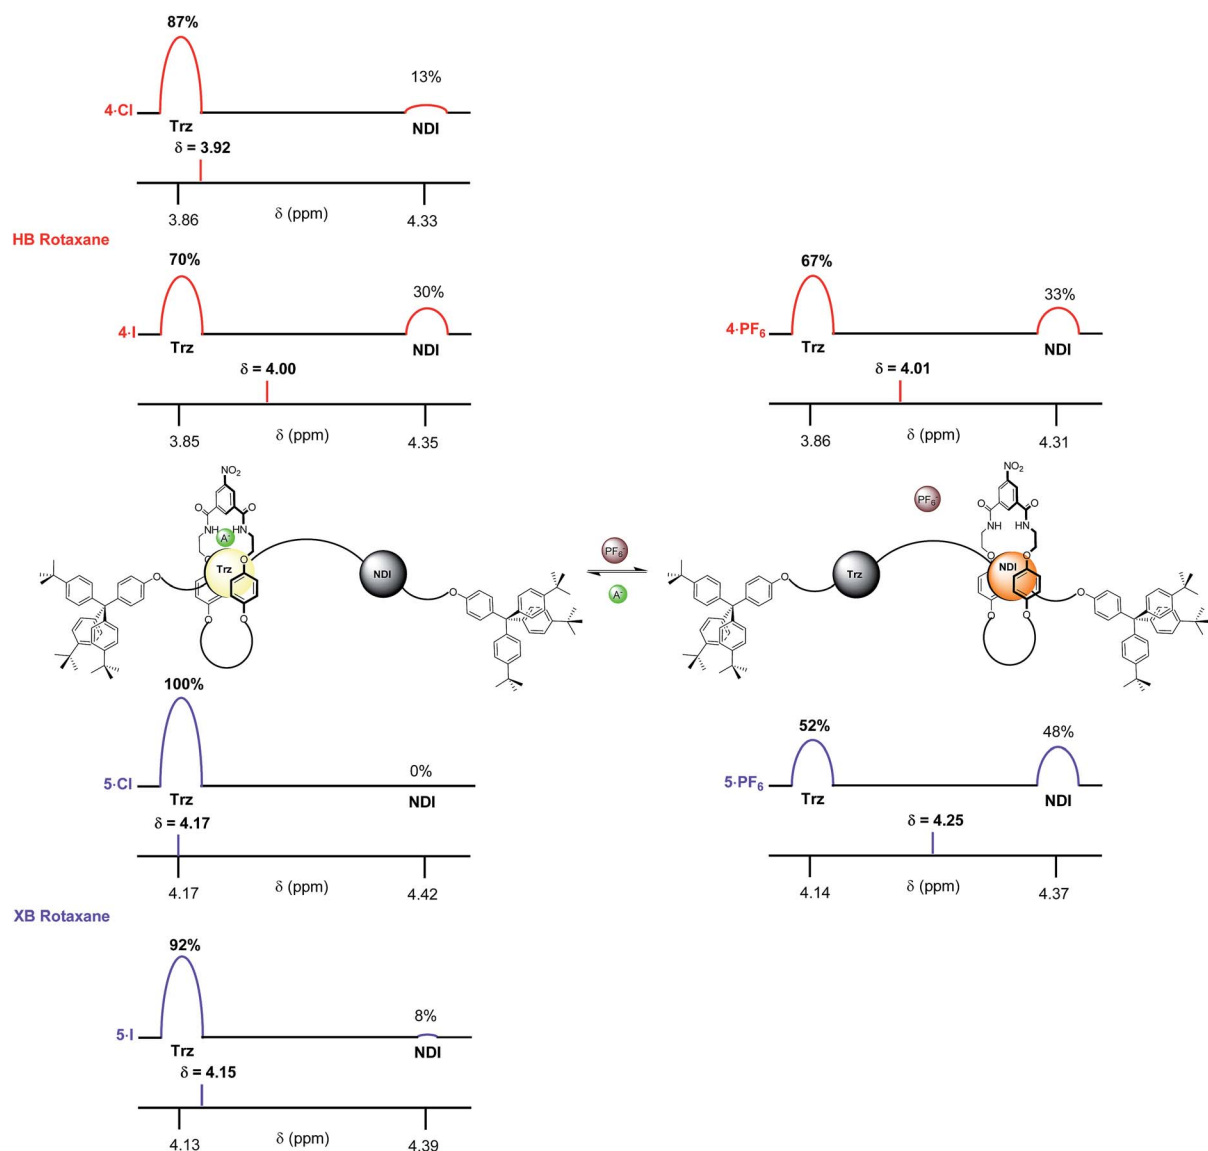 87%
13%
4·Cl
Trz
NDI
δ = 3.92
3.86
δ (ppm)
4.33
HB Rotaxane
70%
30%
4·I
Trz
NDI
δ = 4.00
3.85
δ (ppm)
4.35
67%
33%
4·PF6
Trz
NDI
δ = 4.01
3.86
δ (ppm)
4.31
NO2
O
O
NH
HN
A-
O
O
Trz
NDI
O
O
O
O
PF6-
A-
NO2
PF6-
O
O
NH
HN
O
O
Trz
NDI
O
O
O
O
100%
0%
5·Cl
Trz
NDI
δ = 4.17
4.17
δ (ppm)
4.42
52%
48%
5·PF6
Trz
NDI
δ = 4.25
4.14
δ (ppm)
4.37
XB Rotaxane
92%
8%
5·I
Trz
NDI
δ = 4.15
4.13
δ (ppm)
4.39